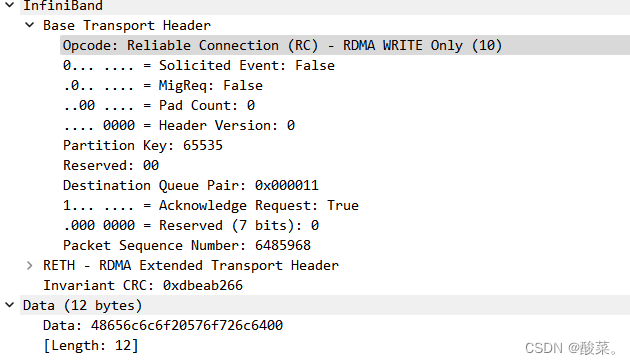 InfiniBand
Base Transport Header
Opcode: Reliable Connection (RC) - RDMA WRITE Only (10)
0... .... = Solicited Event: False
.0.. .... = MigReq: False
..00 .... = Pad Count: 0
.... 0000 = Header Version: 0
Partition Key: 65535
Reserved: 00
Destination Queue Pair: 0x000011
1... .... = Acknowledge Request: True
.000 0000 = Reserved (7 bits): 0
Packet Sequence Number: 6485968
RETH - RDMA Extended Transport Header
Invariant CRC: 0xdbeab266
Data (12 bytes)
Data: 48656c6c6f20576f726c6400
[Length: 12]
CSDN @酸菜。